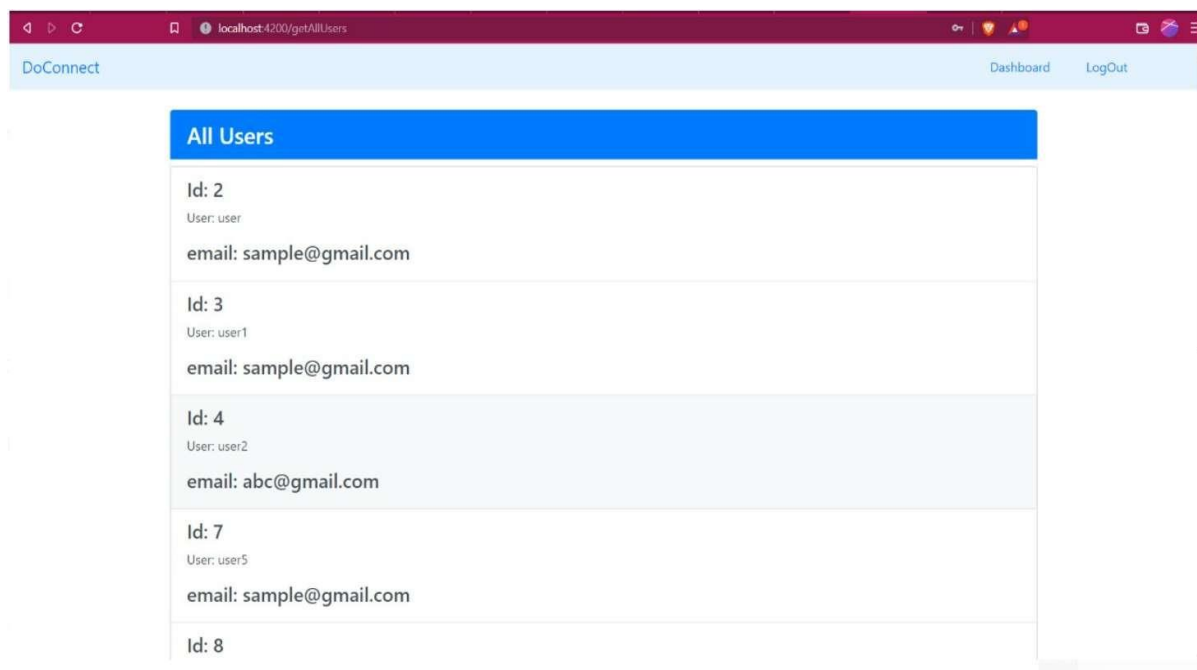 localhost:4200/getAllUsers
DoConnect Dashboard LogOut
All Users
Id: 2
User: user
email: sample@gmail.com
Id: 3
User: user1
email: sample@gmail.com
Id: 4
User: user2
email: abc@gmail.com
Id: 7
User: user5
email: sample@gmail.com
Id: 8